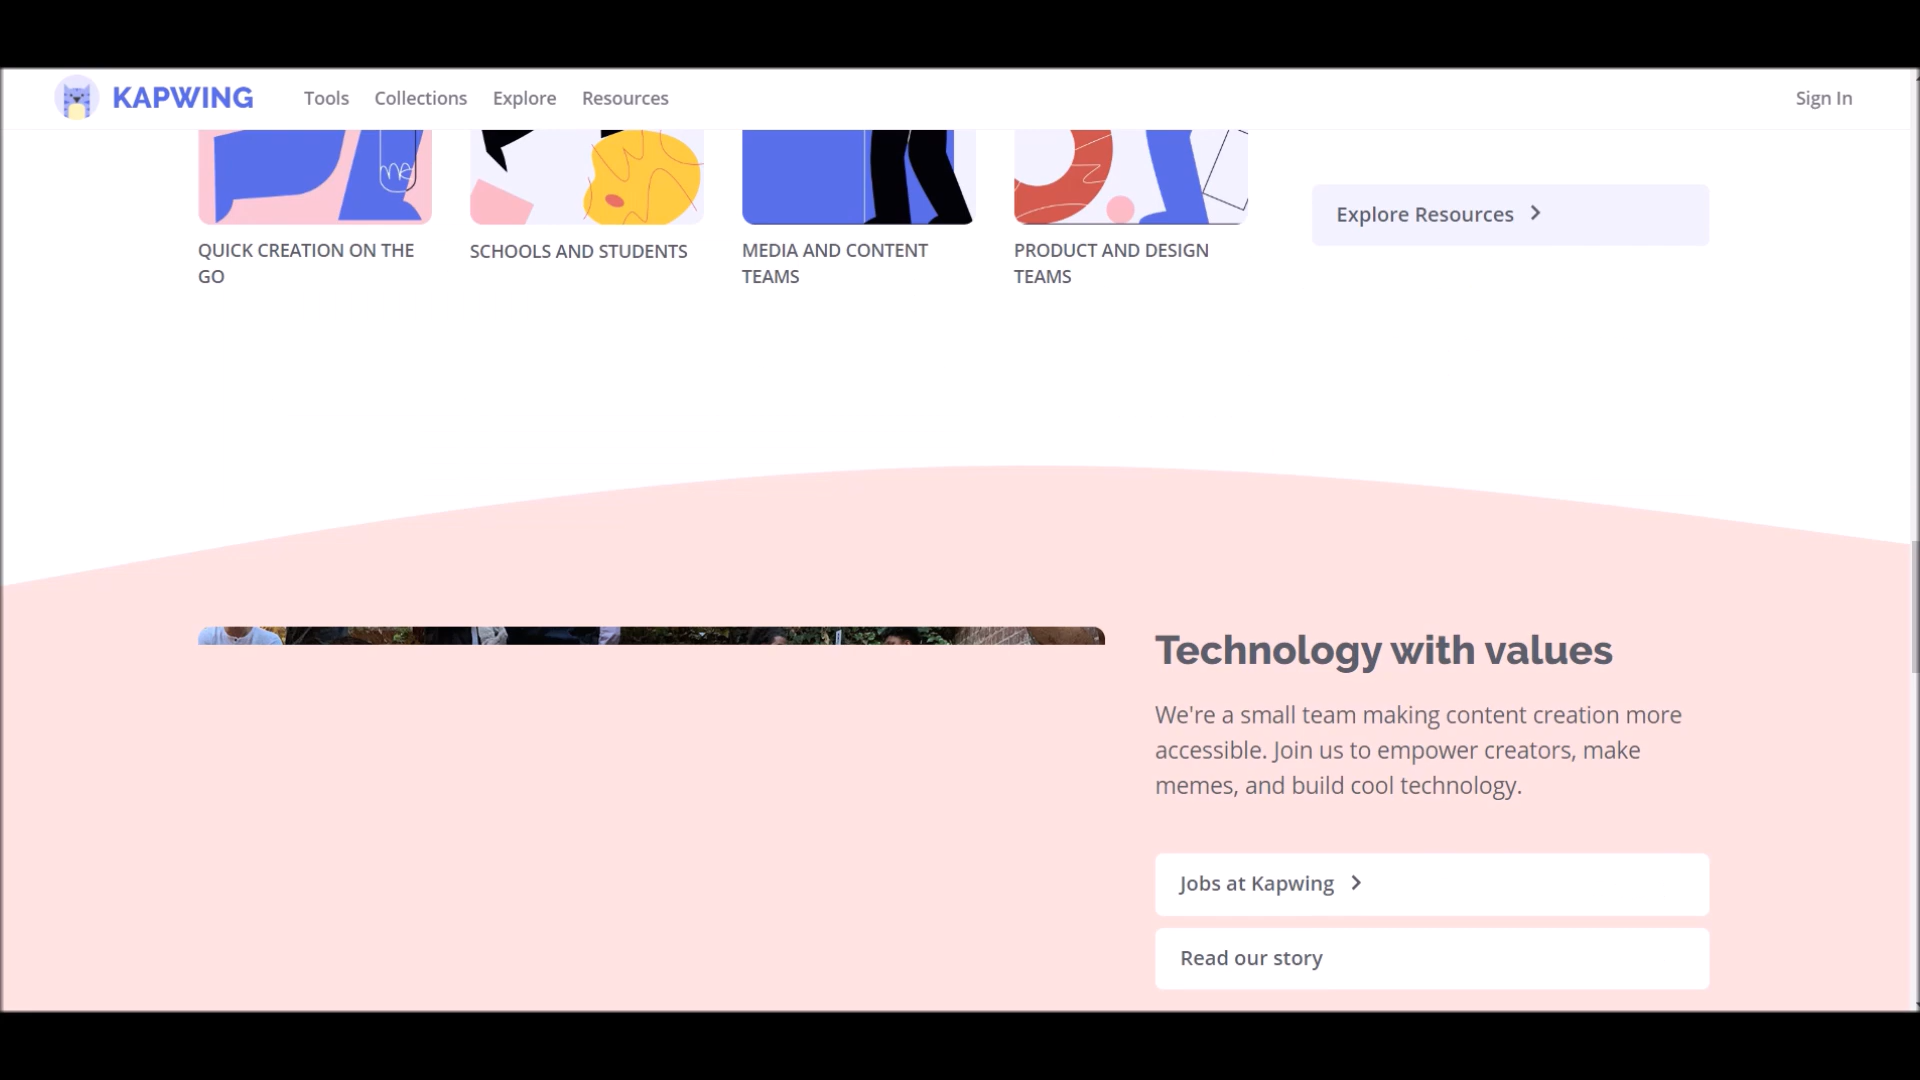 KAPWING
Tools
Collections
Explore
Resources
Sign In
QUICK CREATION ON THE
GO
SCHOOLS AND STUDENTS
MEDIA AND CONTENT
TEAMS
PRODUCT AND DESIGN
TEAMS
Explore Resources
Technology with values
We're a small team making content creation more
accessible. Join us to empower creators, make
memes, and build cool technology.
Jobs at Kapwing
Read our story